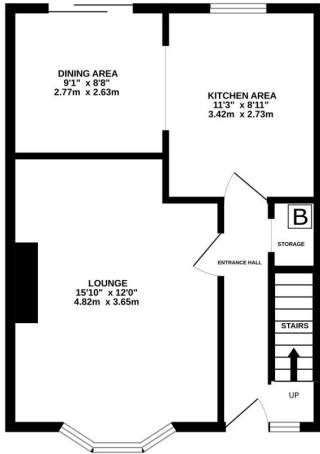 DINING AREA
9'1" x 8'8"
2.77m x 2.63m
KITCHEN AREA
11'3" x 8'11"
3.42m x 2.73m
B
STORAGE
ENTRANCE HALL
LOUNGE
15'10" x 12'0"
4.82m x 3.65m
STAIRS
UP